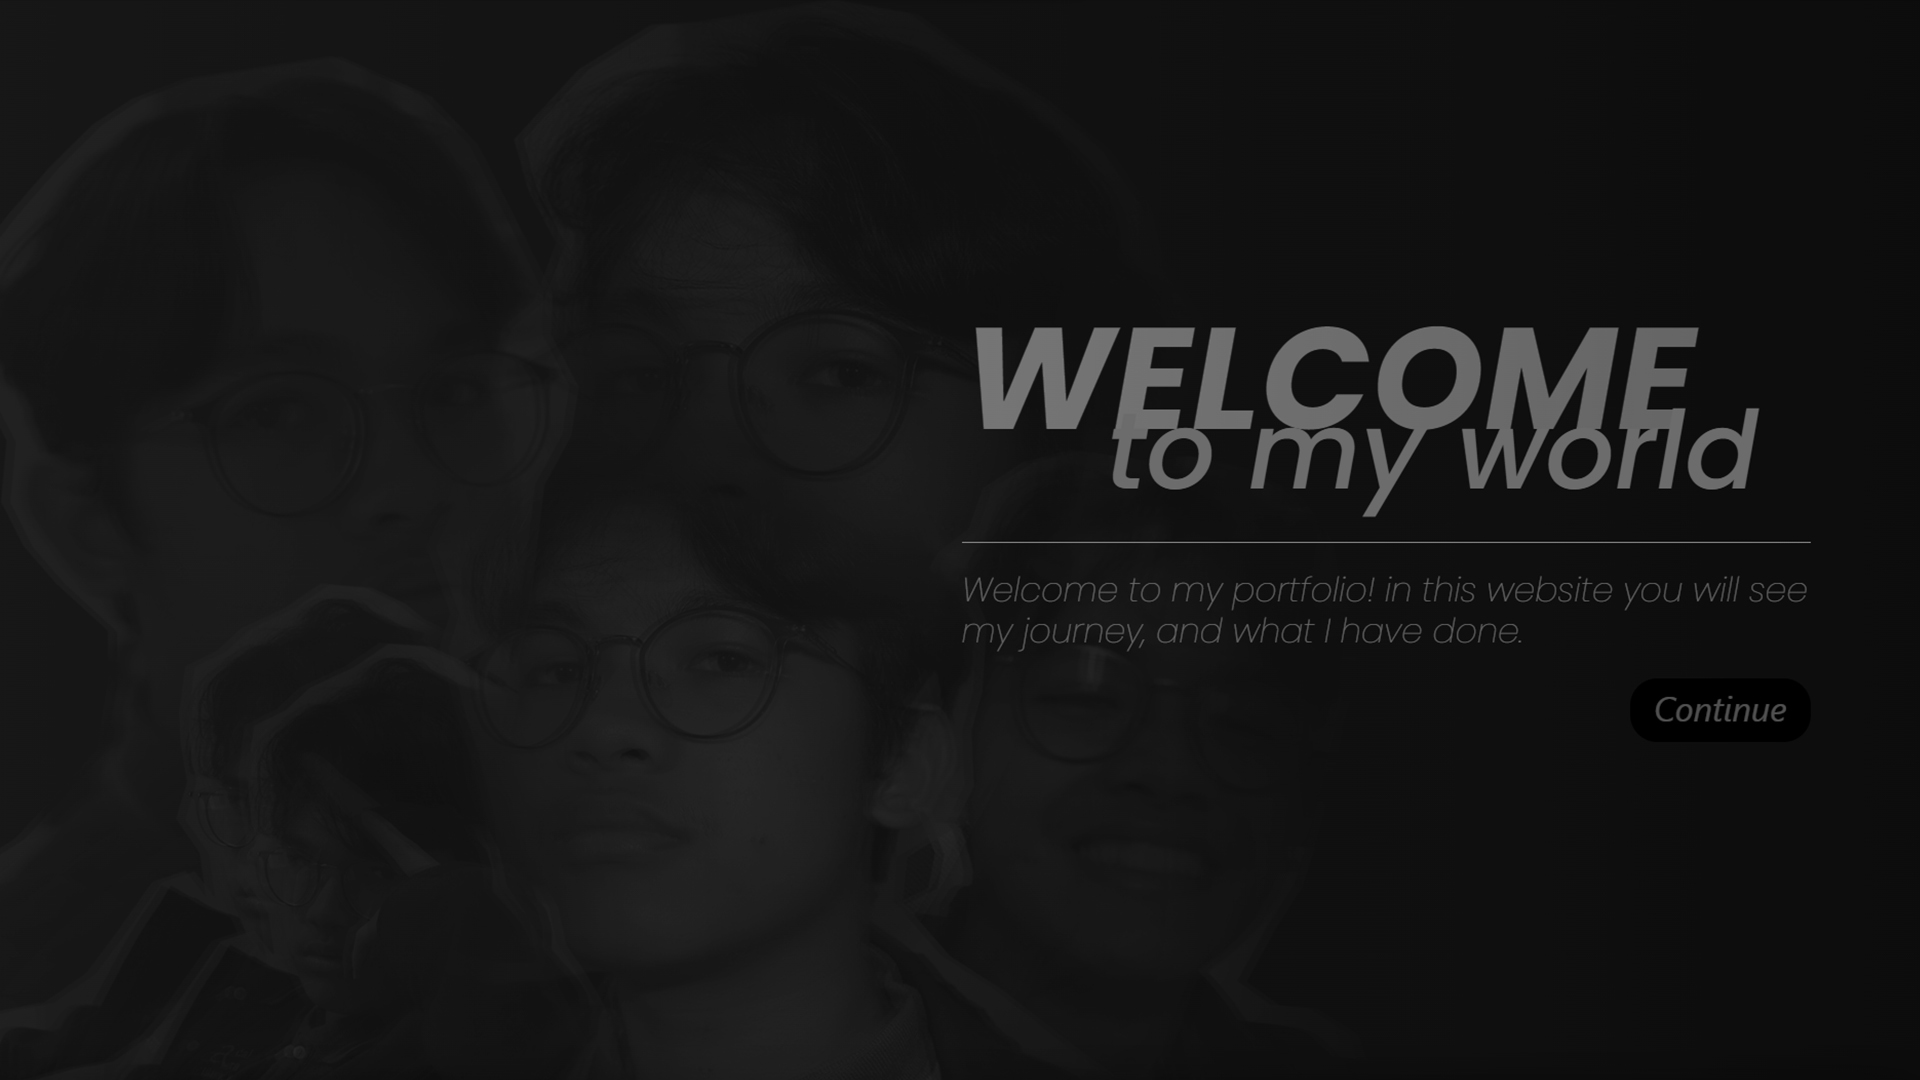 WELCOME
to my world
Welcome to my portfolio! in this website you will see
my journey, and what I have done.
Continue